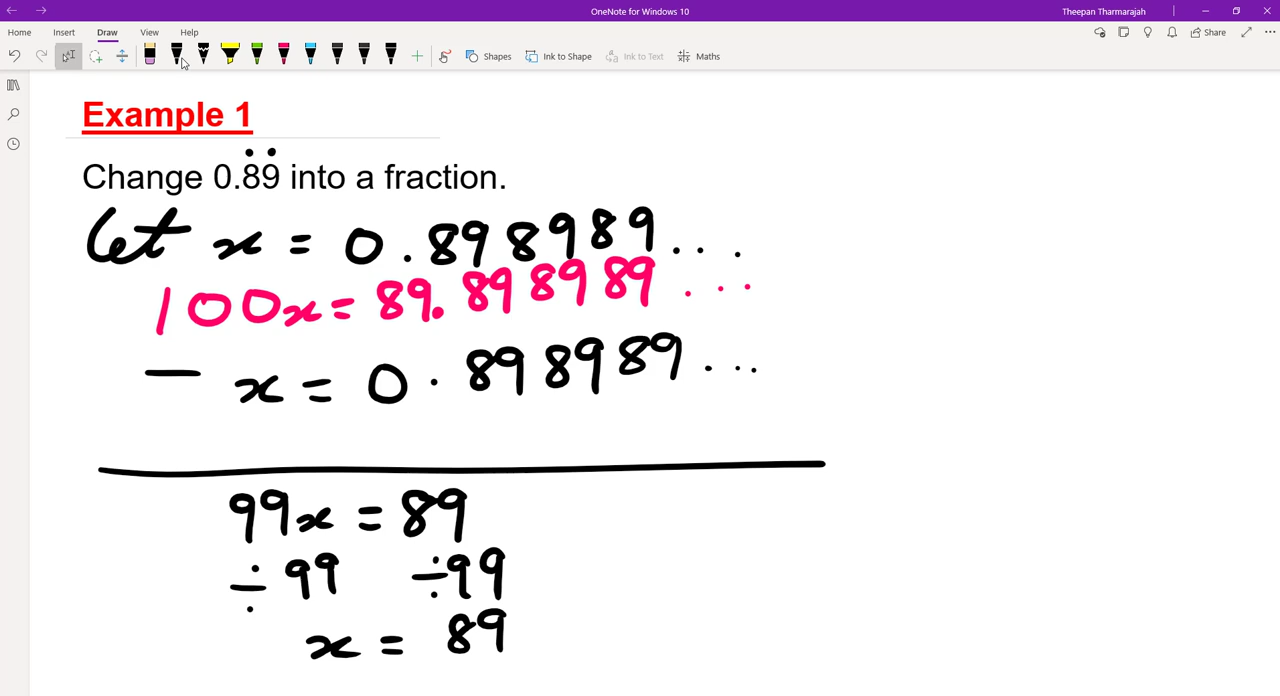 OneNote for Windows 10
Theepan Tharmarajah
Home Insert Draw View Help
Share
Shapes Ink to Shape Ink to Text Maths
Example 1
Change 0.8̇9̇ into a fraction.
Let x = 0.898989...
100x = 89.898989...
− x = 0.898989...
99x = 89
÷99 ÷99
x = 89